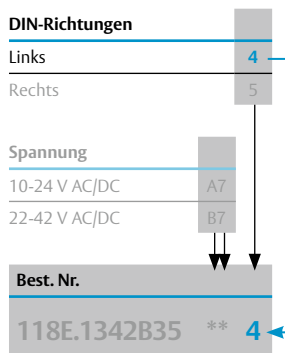 DIN-Richtungen
Links 4
Rechts 5
Spannung
10-24 V AC/DC A7
22-42 V AC/DC B7
Best. Nr.
118E.1342B35 ** 4